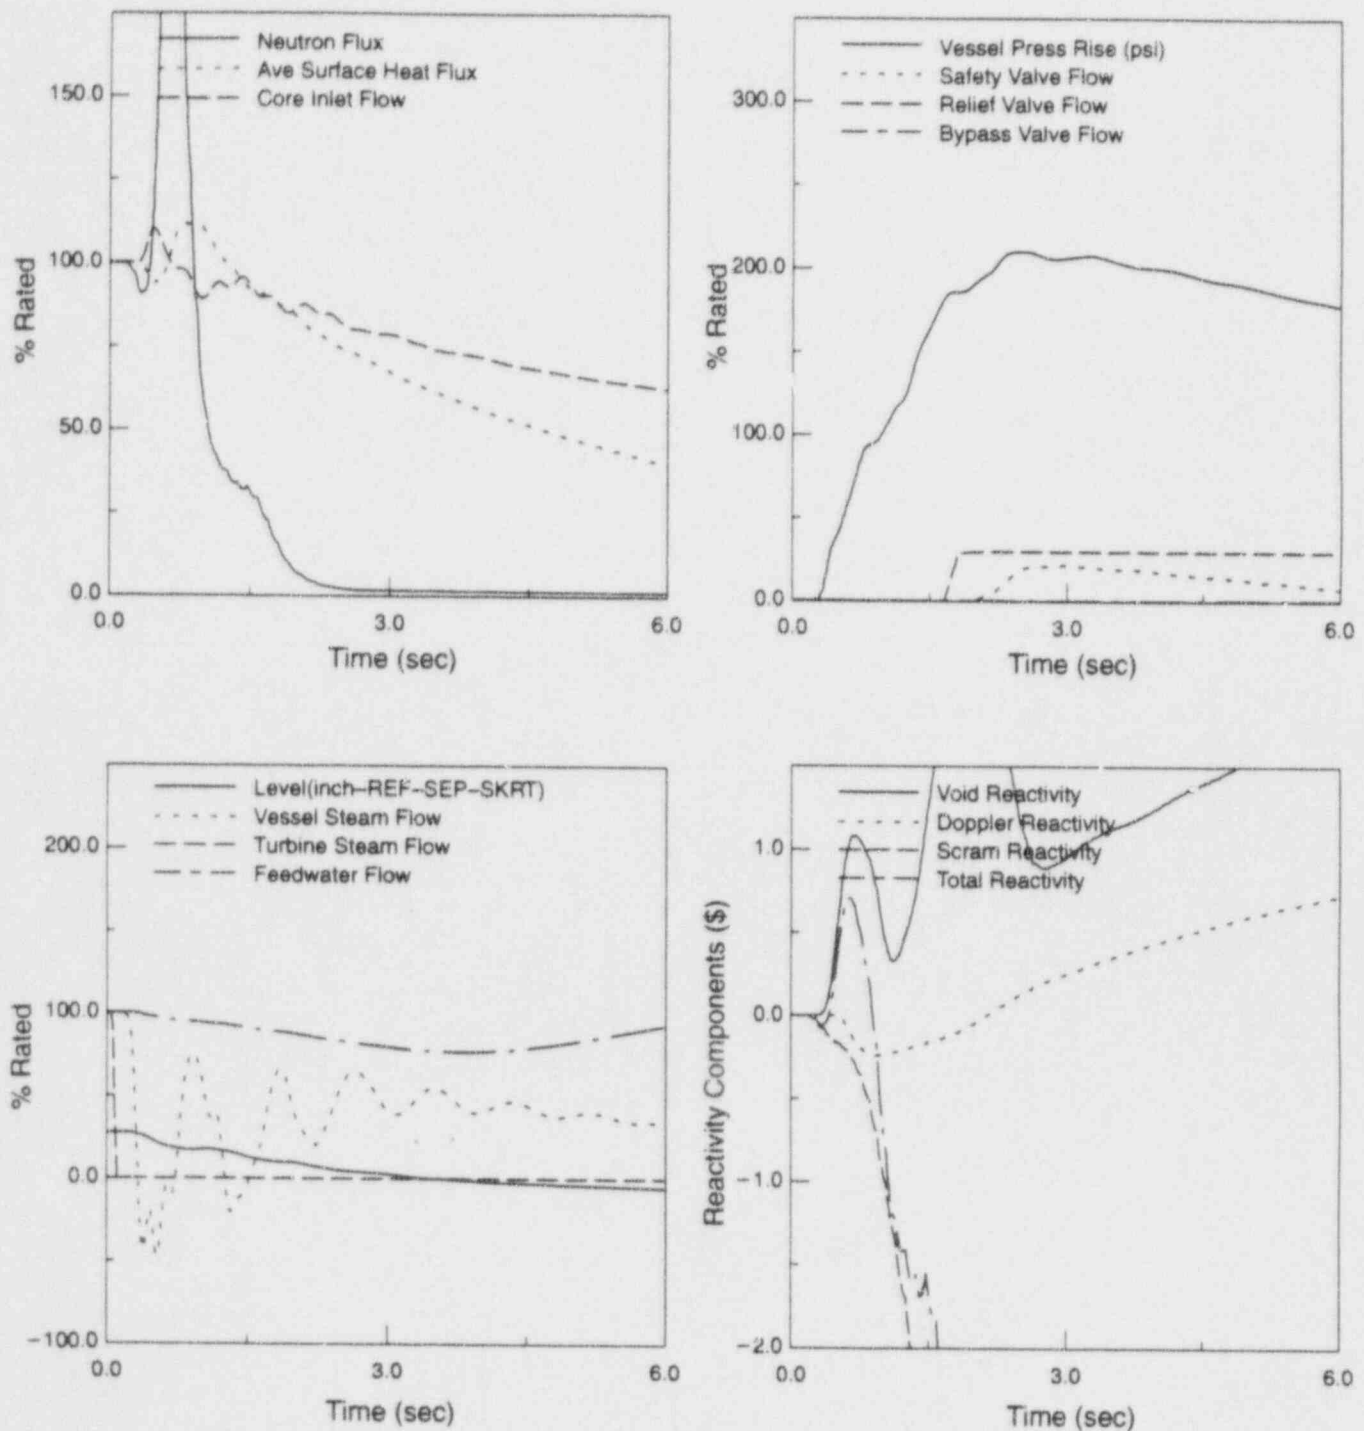 Neutron Flux
Ave Surface Heat Flux
Core Inlet Flow
150.0
100.0
50.0
0.0
% Rated
0.0
3.0
6.0
Time (sec)
Vessel Press Rise (psi)
Safety Valve Flow
Relief Valve Flow
Bypass Valve Flow
300.0
200.0
100.0
0.0
% Rated
0.0
3.0
6.0
Time (sec)
Level(inch-REF-SEP-SKRT)
Vessel Steam Flow
Turbine Steam Flow
Feedwater Flow
200.0
100.0
0.0
-100.0
% Rated
0.0
3.0
6.0
Time (sec)
Void Reactivity
Doppler Reactivity
Scram Reactivity
Total Reactivity
1.0
0.0
-1.0
-2.0
Reactivity Components ($)
0.0
3.0
6.0
Time (sec)